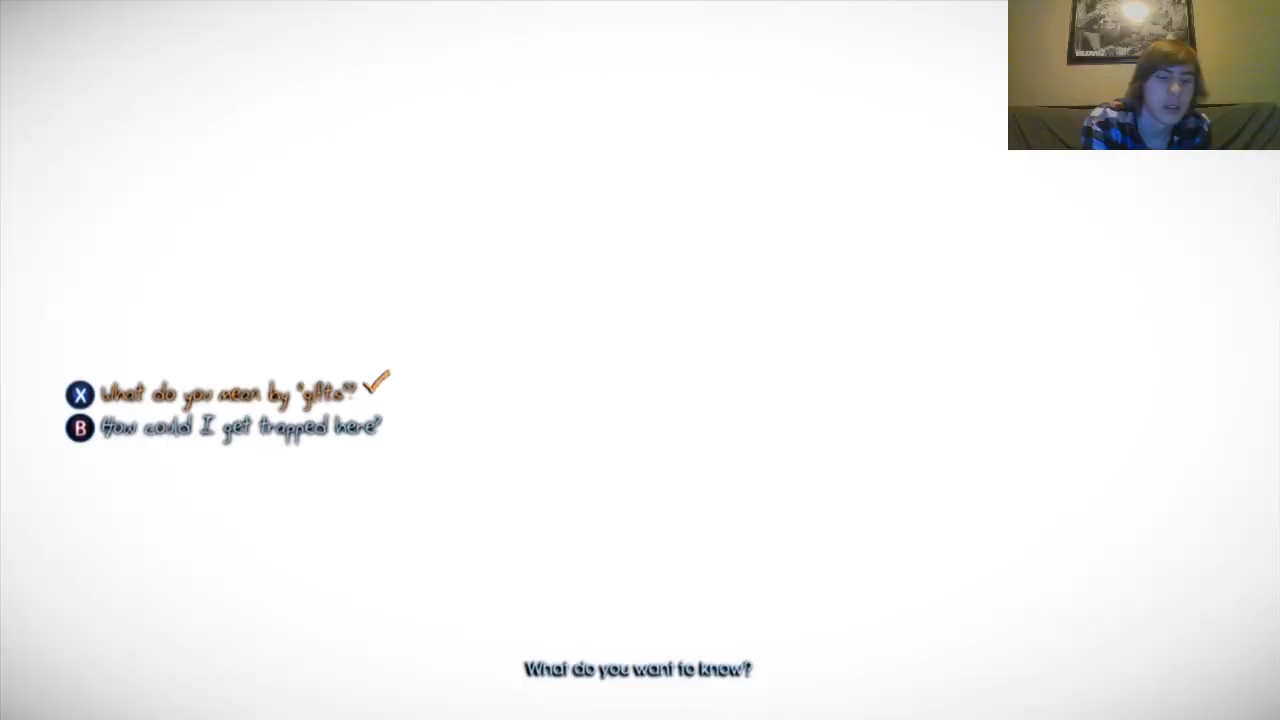 X What do you mean by "gifts"?
B How could I get trapped here?
What do you want to know?